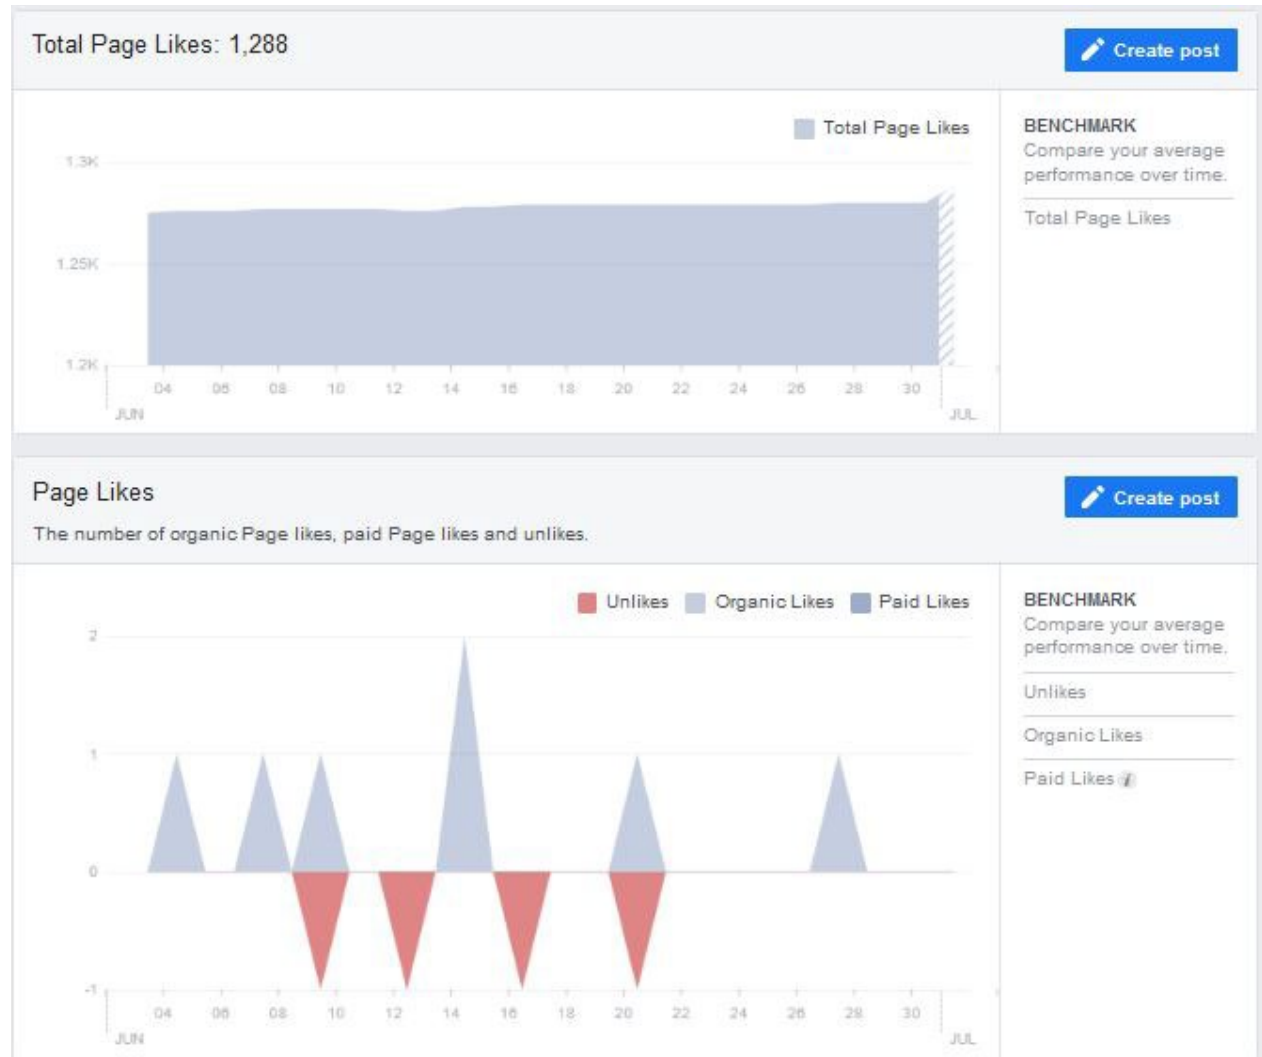 Total Page Likes: 1,288
Create post
Total Page Likes
BENCHMARK
Compare your average
performance over time.
Total Page Likes
1.3K
1.25K
1.2K
04 06 08 10 12 14 16 18 20 22 24 26 28 30
JUN JUL
Page Likes
Create post
The number of organic Page likes, paid Page likes and unlikes.
Unlikes Organic Likes Paid Likes
BENCHMARK
Compare your average
performance over time.
Unlikes
Organic Likes
Paid Likes i
2
1
0
-1
04 06 08 10 12 14 16 18 20 22 24 26 28 30
JUN JUL